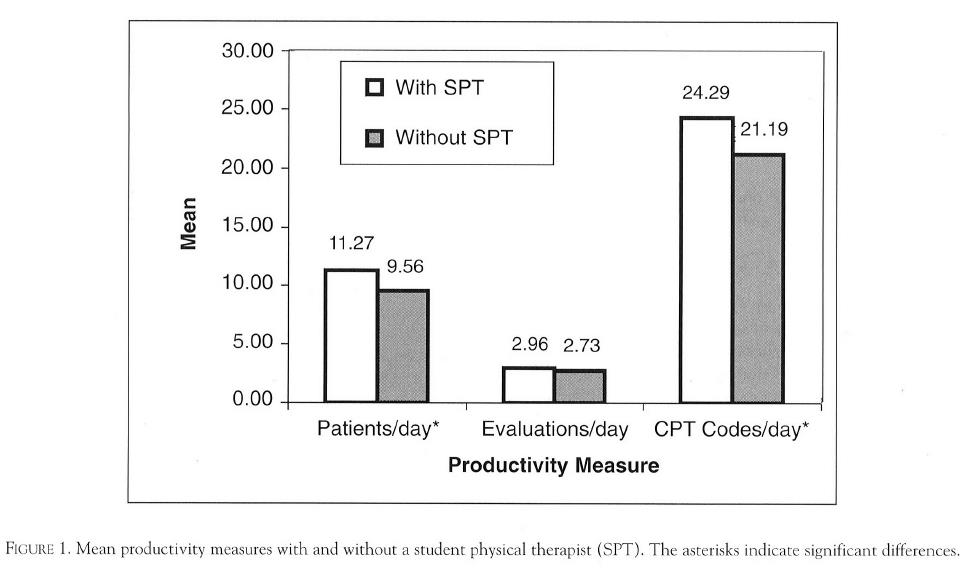 30.00
25.00
20.00
15.00
10.00
5.00
0.00
Mean
With SPT
Without SPT
11.27
9.56
2.96
2.73
24.29
21.19
Patients/day*
Evaluations/day
CPT Codes/day*
Productivity Measure
FIGURE 1. Mean productivity measures with and without a student physical therapist (SPT). The asterisks indicate significant differences.